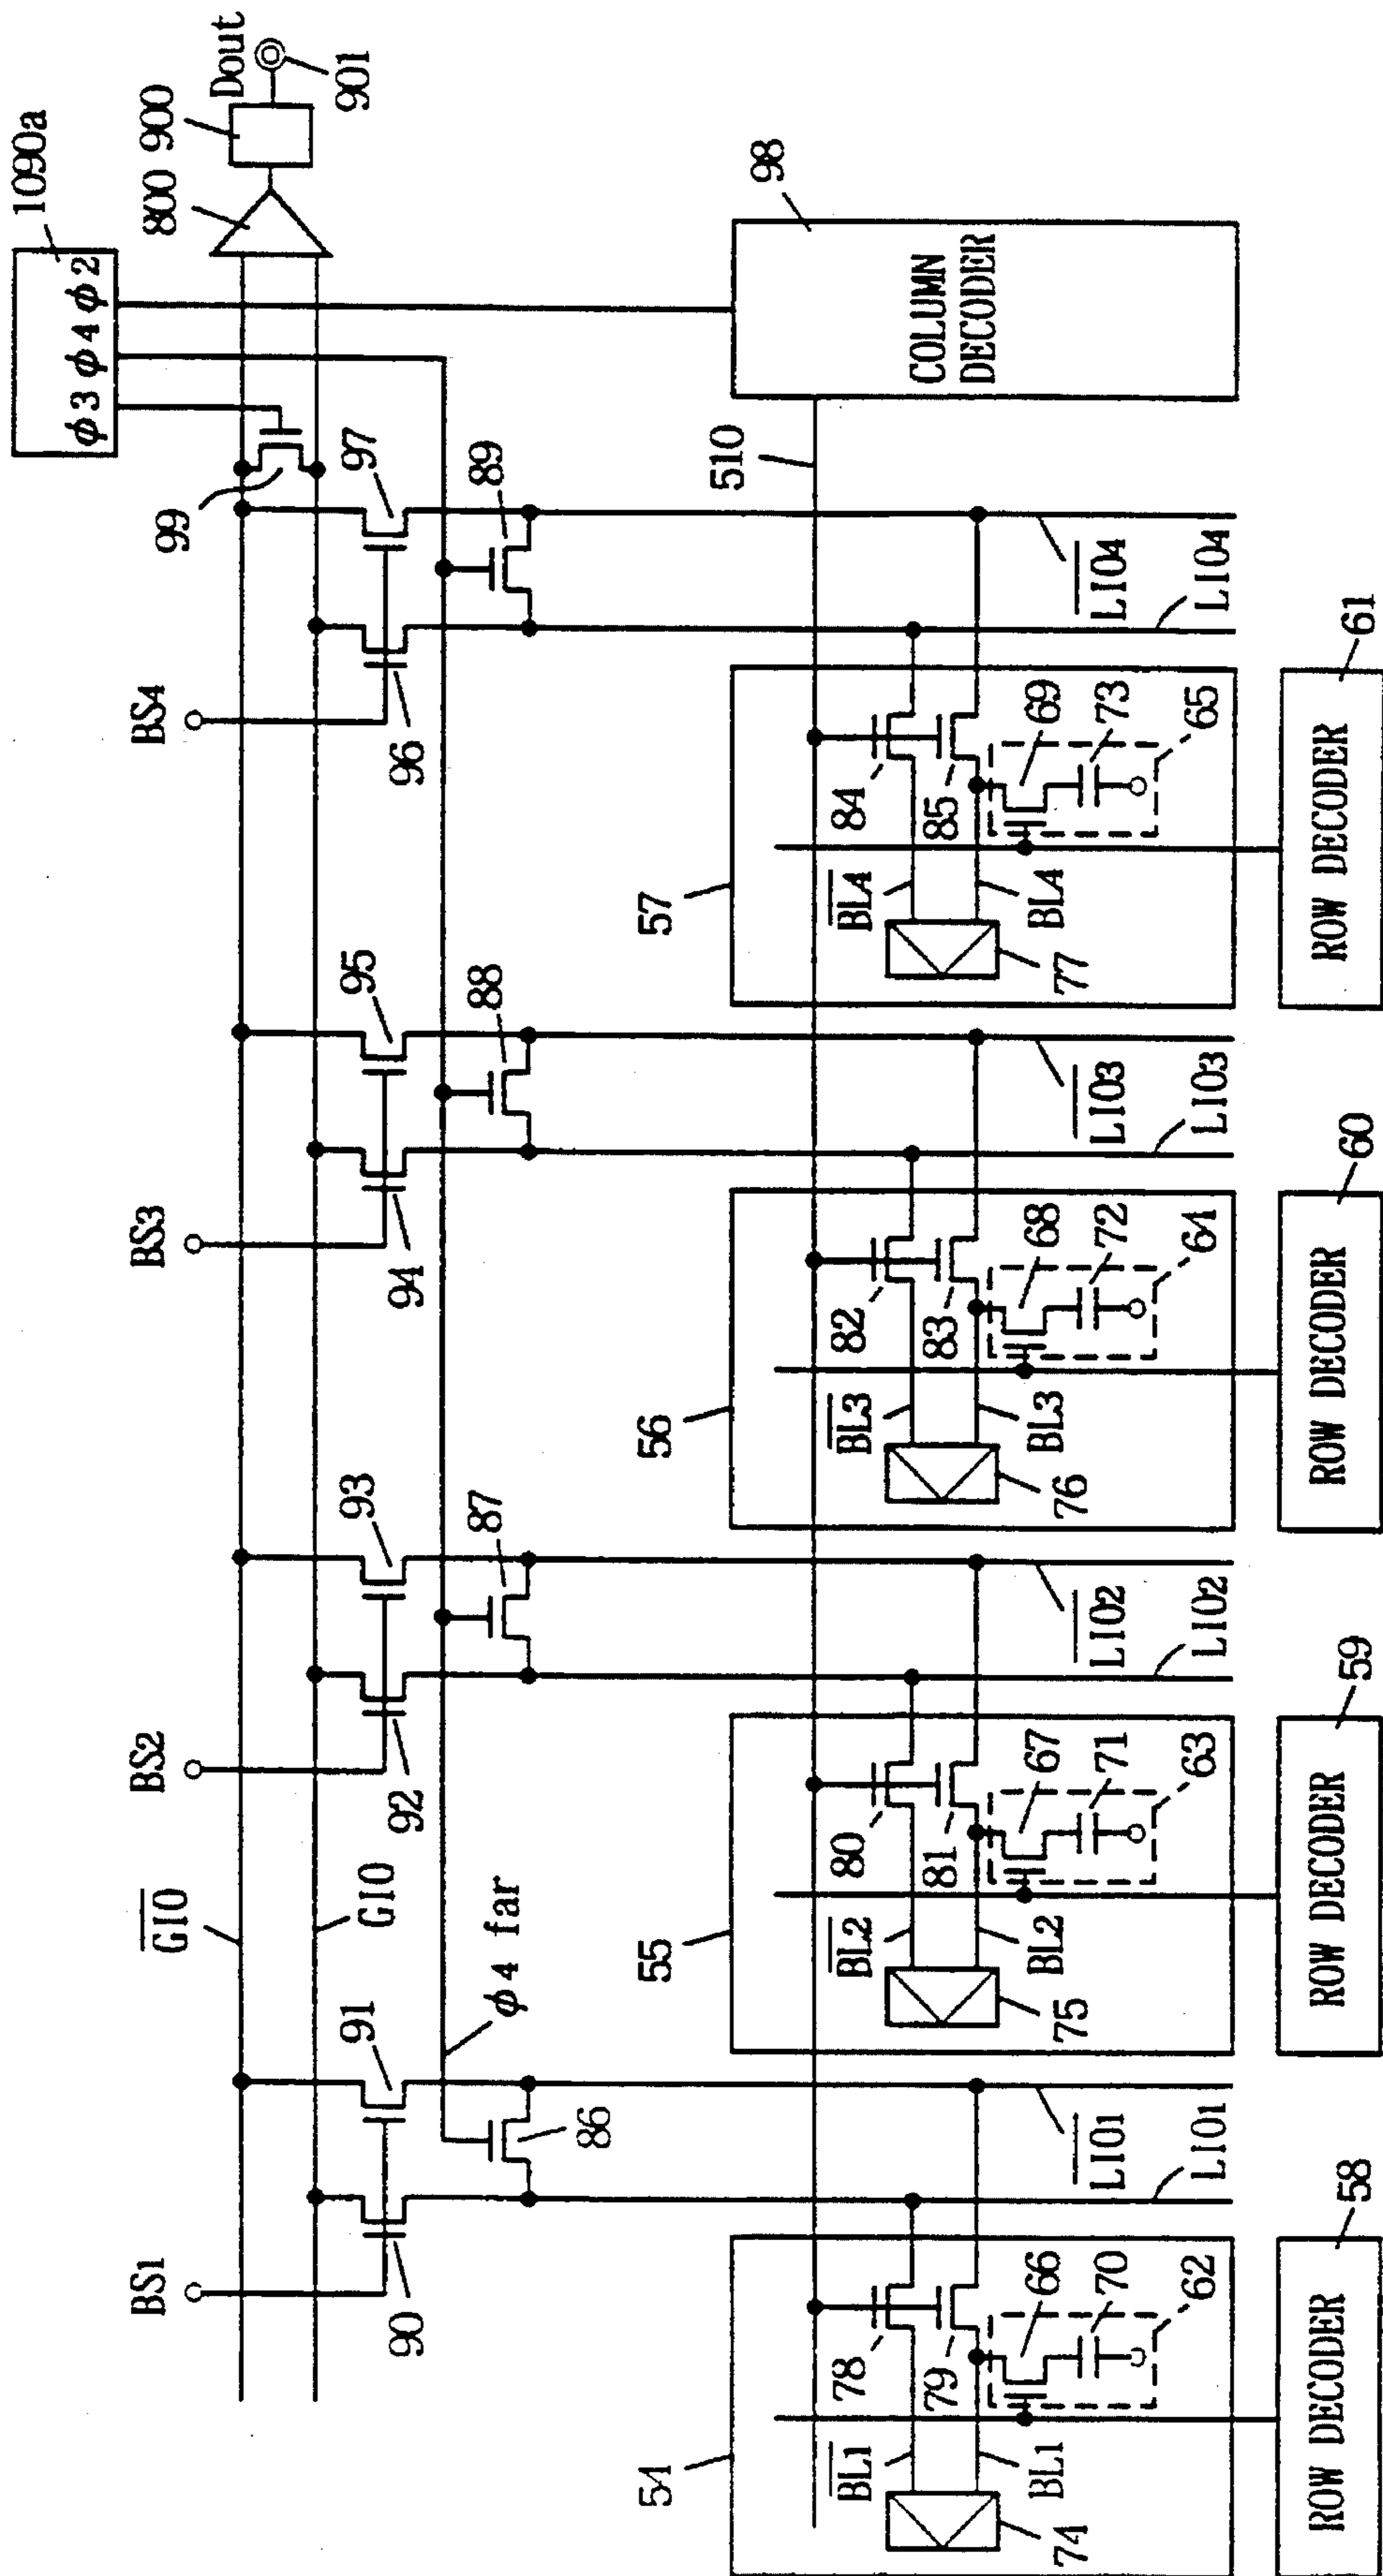 1090a
φ3 φ4 φ2
800
900
Dout
901
BS1
BS2
BS3
BS4
GIO
GIO
99
90
91
92
93
94
95
96
97
φ4 far
86
87
88
89
510
98
COLUMN
DECODER
54
BL1
BL1
74
78
79
66
70
62
LIO1
LIO1
58
ROW DECODER
55
BL2
BL2
75
80
81
67
71
63
LIO2
LIO2
59
ROW DECODER
56
BL3
BL3
76
82
83
68
72
64
LIO3
LIO3
60
ROW DECODER
57
BL4
BL4
77
84
85
69
73
65
LIO4
LIO4
61
ROW DECODER